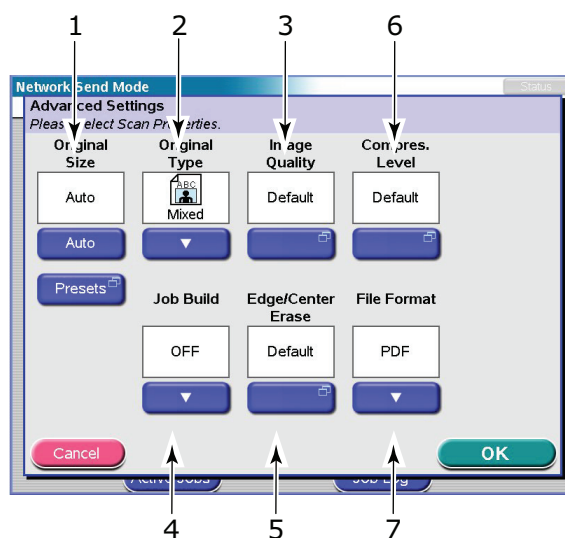 1 2 3 6
Network Send Mode
Status
Advanced Settings
Please Select Scan Properties.
Original Size
Original Type
Image Quality
Compres. Level
Auto
ABC
Mixed
Default
Default
Auto
Presets
Job Build
Edge/Center Erase
File Format
OFF
Default
PDF
Cancel
OK
Active Jobs
Job Log
4 5 7